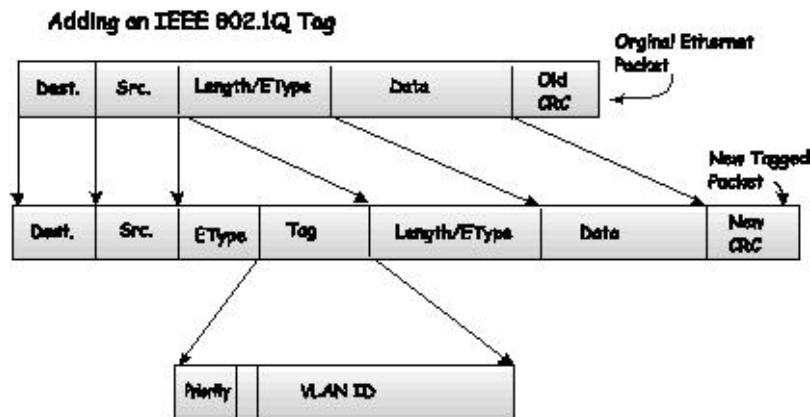 Adding an IEEE 802.1Q Tag
Orginal Ethernet
Packet
Dest. Src. Length/EType Data Old
CRC
New Tagged
Packet
Dest. Src. EType Tag Length/EType Data New
CRC
Priority VLAN ID